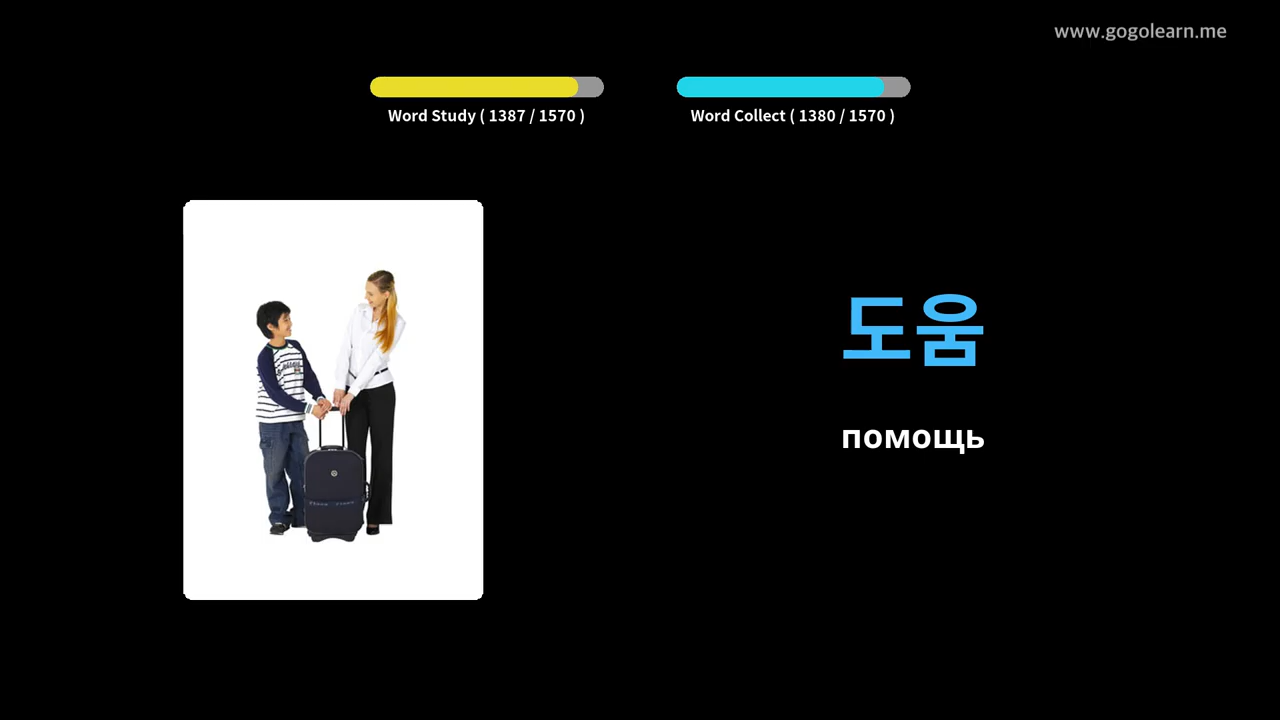 www.gogolearn.me
Word Study ( 1387 / 1570 )
Word Collect ( 1380 / 1570 )
도움
помощь